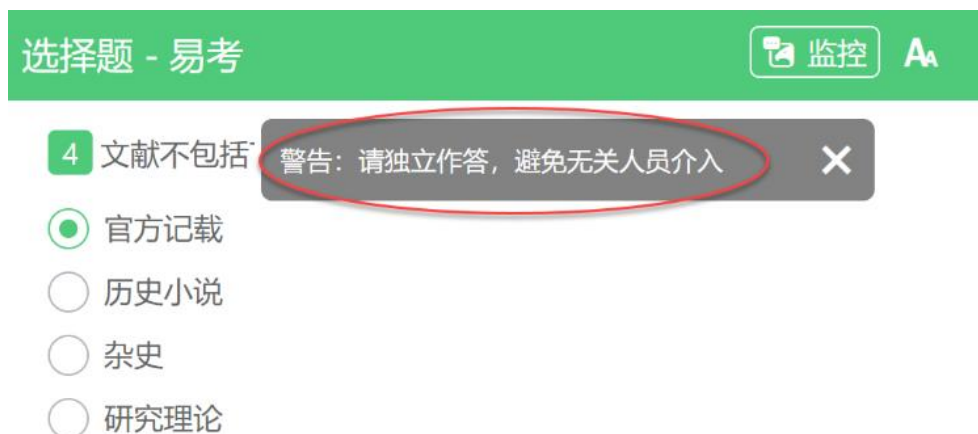 选择题 - 易考
监控
AA
4 文献不包括
警告：请独立作答，避免无关人员介入
官方记载
历史小说
杂史
研究理论